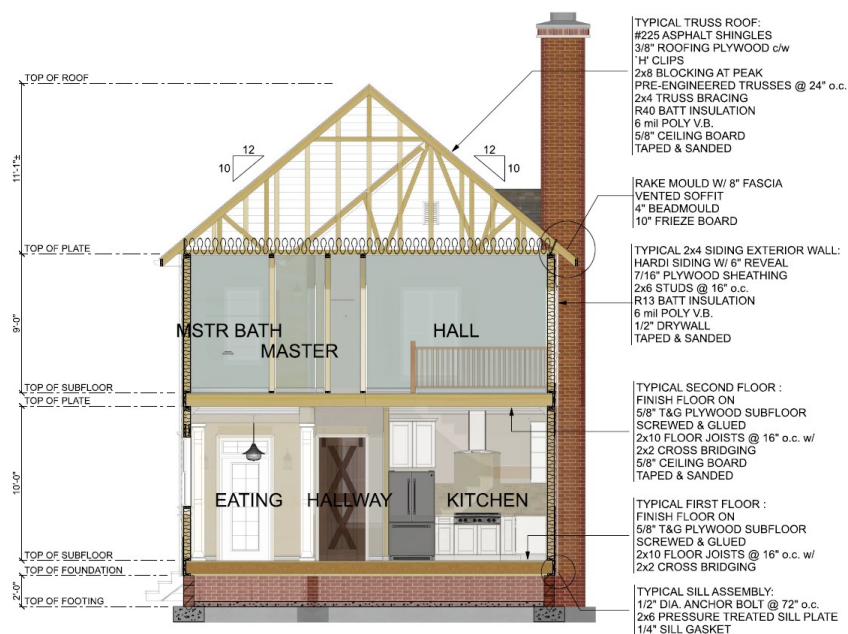 TYPICAL TRUSS ROOF:
#225 ASPHALT SHINGLES
3/8" ROOFING PLYWOOD c/w
`H' CLIPS
2x8 BLOCKING AT PEAK
PRE-ENGINEERED TRUSSES @ 24" o.c.
2x4 TRUSS BRACING
R40 BATT INSULATION
6 mil POLY V.B.
5/8" CEILING BOARD
TAPED & SANDED
TOP OF ROOF
12
10
12
10
11'-1"±
RAKE MOULD W/ 8" FASCIA
VENTED SOFFIT
4" BEADMOULD
10" FRIEZE BOARD
TOP OF PLATE
TYPICAL 2x4 SIDING EXTERIOR WALL:
HARDI SIDING W/ 6" REVEAL
7/16" PLYWOOD SHEATHING
2x6 STUDS @ 16" o.c.
R13 BATT INSULATION
6 mil POLY V.B.
1/2" DRYWALL
TAPED & SANDED
9'-0"
MSTR BATH
MASTER
HALL
TOP OF SUBFLOOR
TOP OF PLATE
TYPICAL SECOND FLOOR :
FINISH FLOOR ON
5/8" T&G PLYWOOD SUBFLOOR
SCREWED & GLUED
2x10 FLOOR JOISTS @ 16" o.c. w/
2x2 CROSS BRIDGING
5/8" CEILING BOARD
TAPED & SANDED
10'-0"
EATING
HALLWAY
KITCHEN
TYPICAL FIRST FLOOR :
FINISH FLOOR ON
5/8" T&G PLYWOOD SUBFLOOR
SCREWED & GLUED
2x10 FLOOR JOISTS @ 16" o.c. w/
2x2 CROSS BRIDGING
TOP OF SUBFLOOR
TOP OF FOUNDATION
2'-0"
TOP OF FOOTING
TYPICAL SILL ASSEMBLY:
1/2" DIA. ANCHOR BOLT @ 72" o.c.
2x6 PRESSURE TREATED SILL PLATE
1/4" SILL GASKET